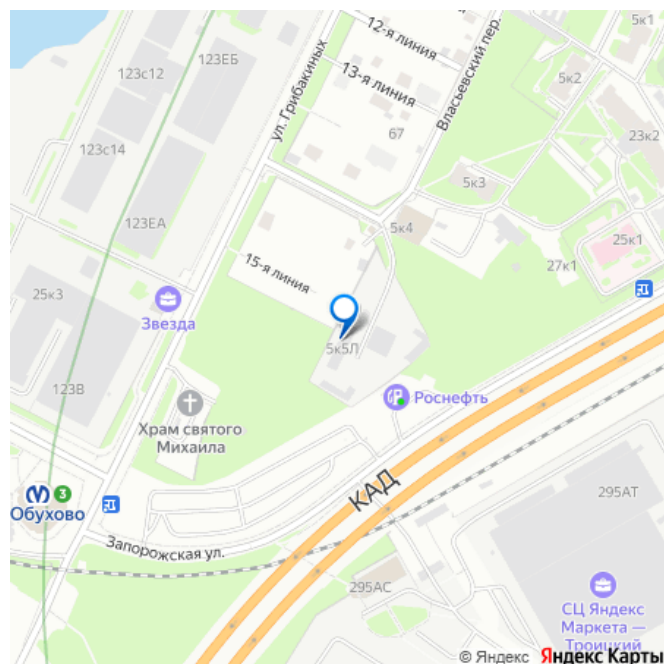 12-я линия
5к1
123ЕБ
123с12
5к2
ул. Грибакиных
13-я линия
Власьевский пер.
67
23к2
123с14
5к3
123ЕА
5к4
25к1
15-я линия
27к1
25к3
Звезда
5к5Л
123В
Роснефть
Храм святого
Михаила
КАД
3
Обухово
295АТ
Запорожская ул.
295АС
СЦ Яндекс
Маркета —
Троицкий
© Яндекс Яндекс Карты